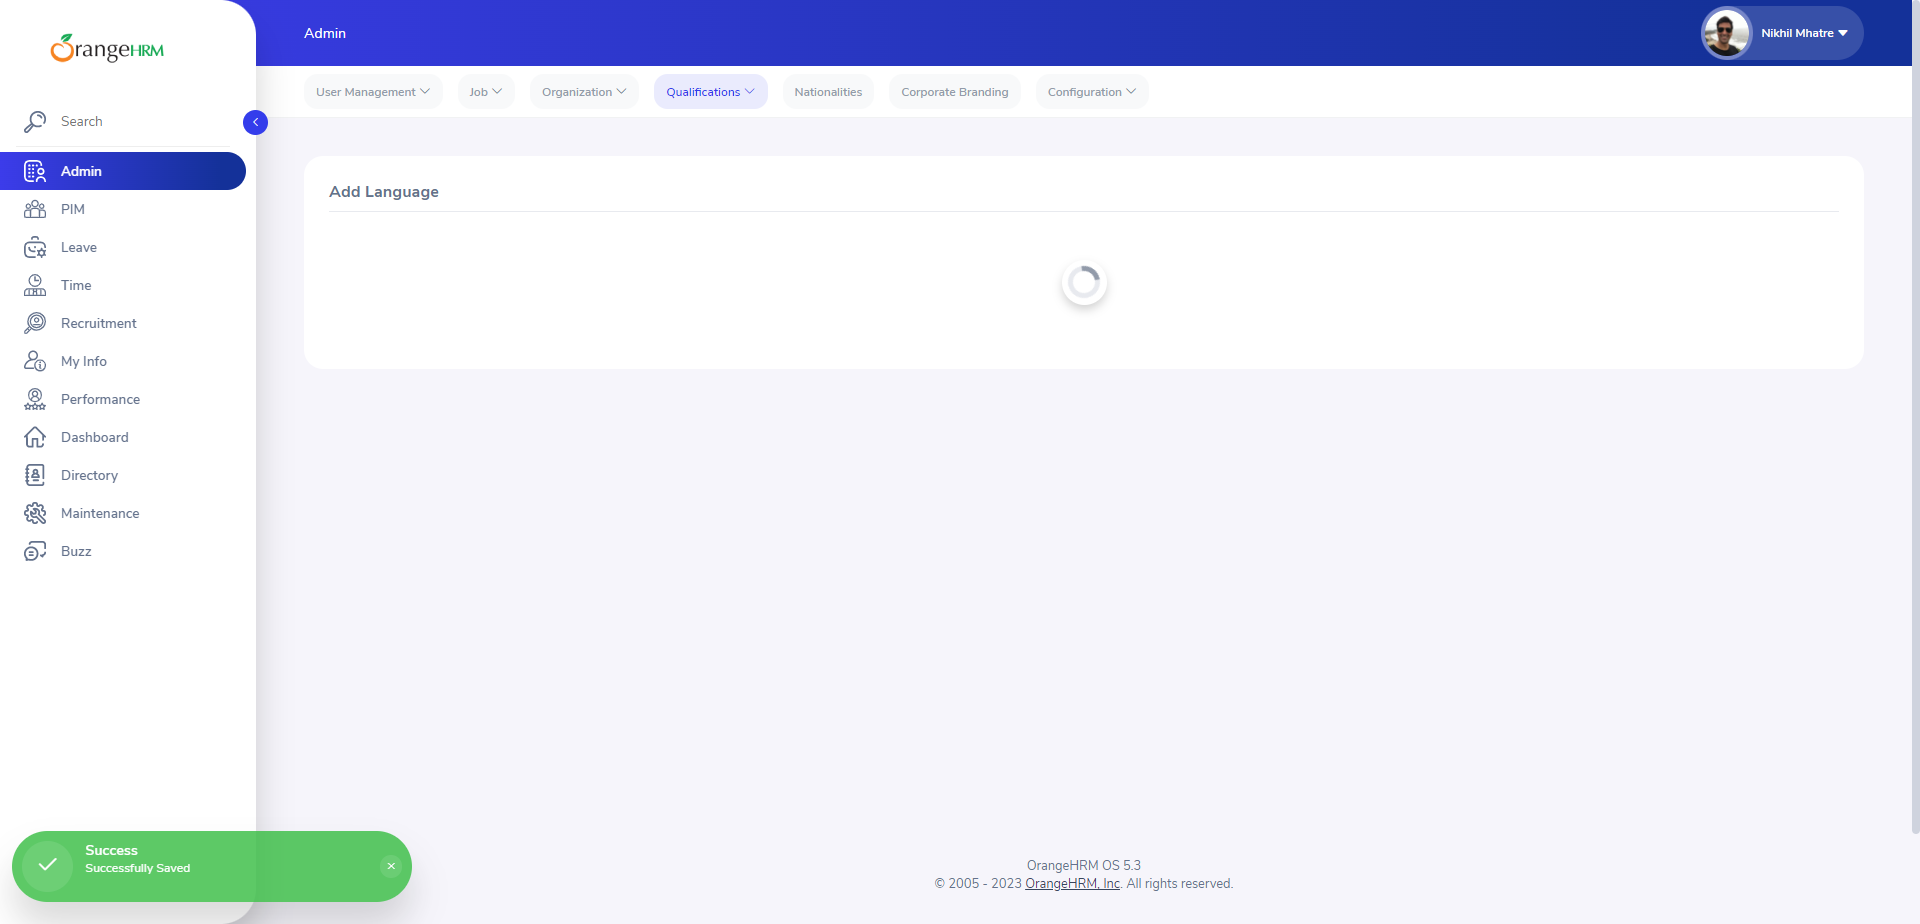 OrangeHRM
Admin
Nikhil Mhatre
User Management
Job
Organization
Qualifications
Nationalities
Corporate Branding
Configuration
Search
Admin
PIM
Leave
Time
Recruitment
My Info
Performance
Dashboard
Directory
Maintenance
Buzz
Add Language
Success
Successfully Saved
OrangeHRM OS 5.3
© 2005 - 2023 OrangeHRM, Inc. All rights reserved.